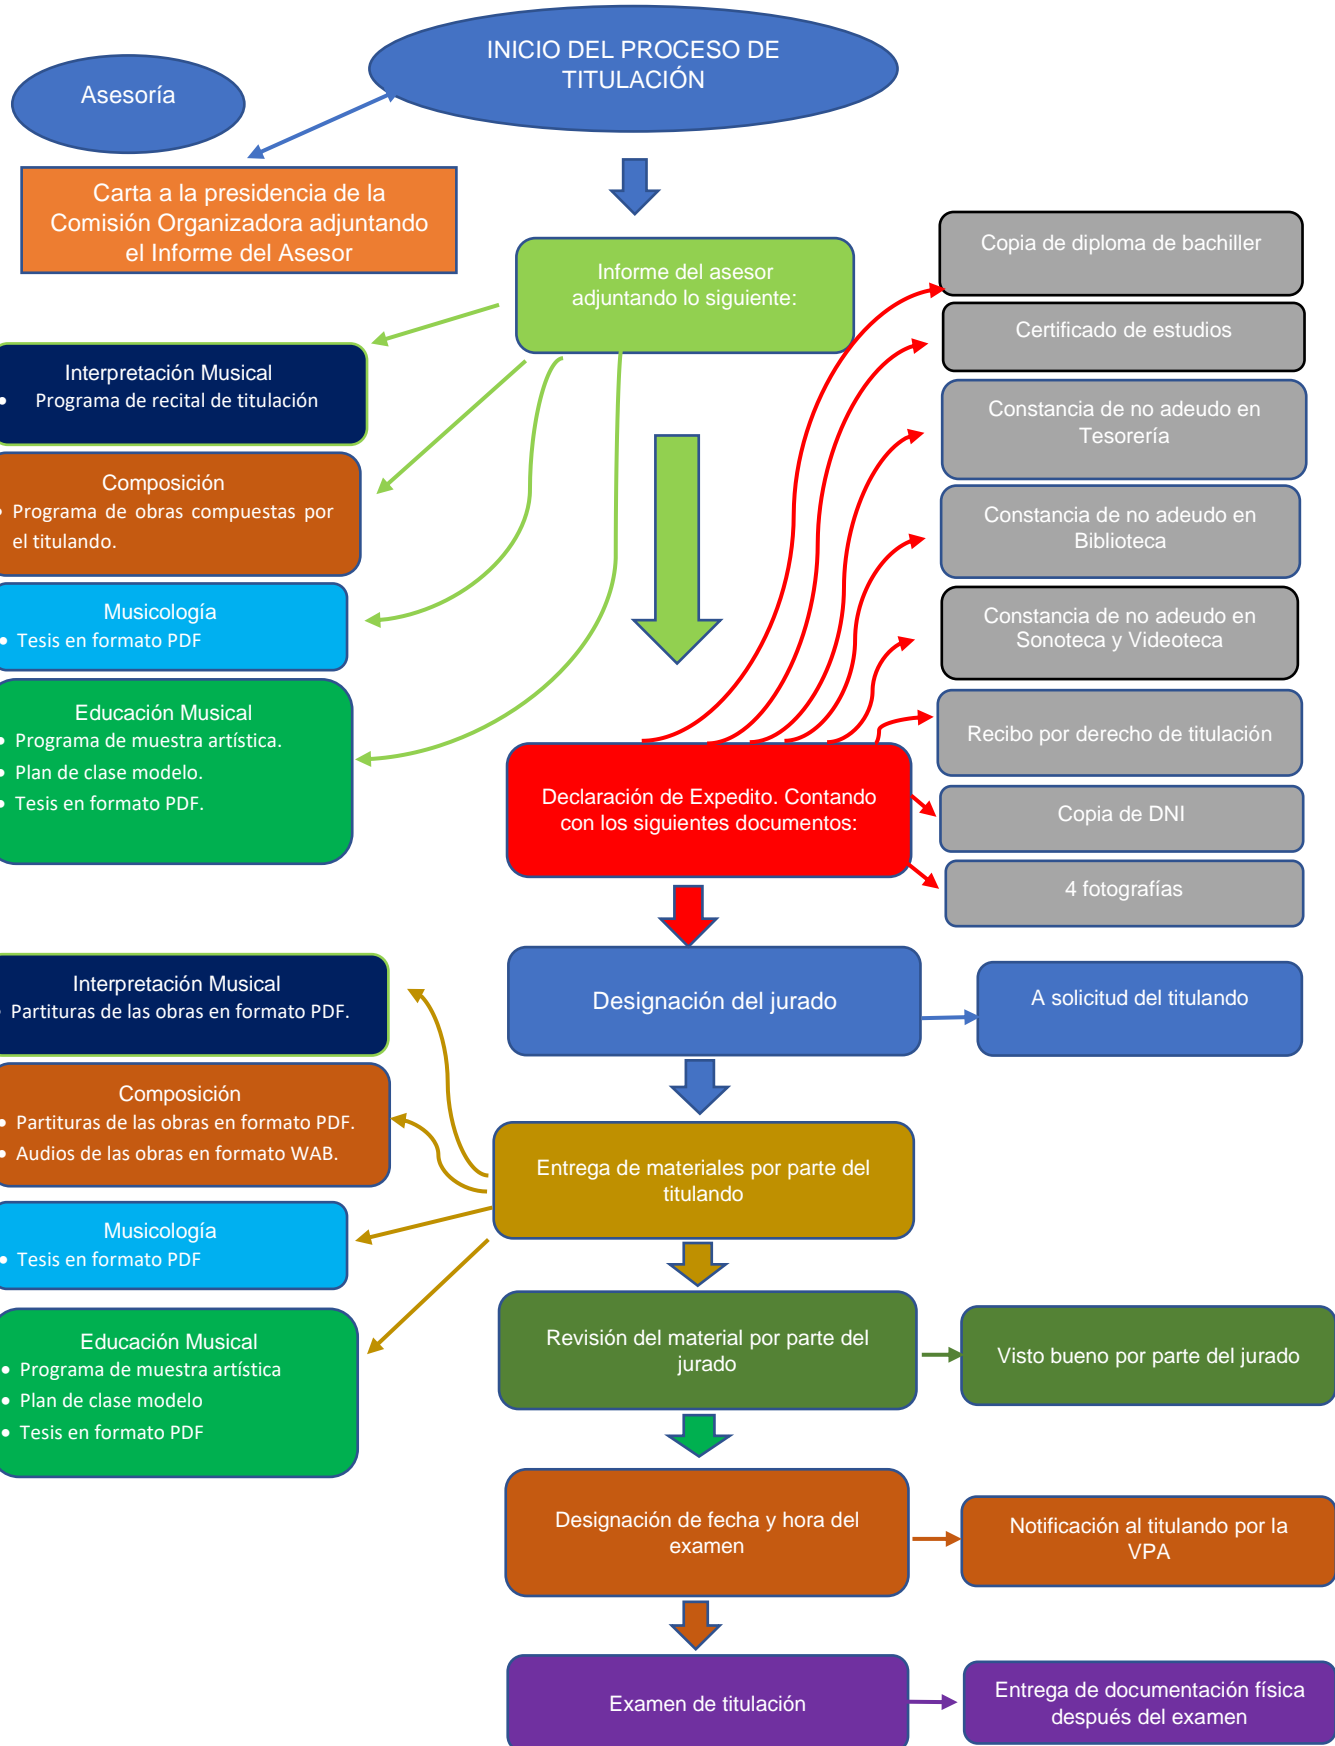 INICIO DEL PROCESO DE
TITULACIÓN
Asesoría
Carta a la presidencia de la
Comisión Organizadora adjuntando
el Informe del Asesor
Informe del asesor
adjuntando lo siguiente:
Interpretación Musical
• Programa de recital de titulación
Composición
• Programa de obras compuestas por
el titulando.
Musicología
• Tesis en formato PDF
Educación Musical
• Programa de muestra artística.
• Plan de clase modelo.
• Tesis en formato PDF.
Copia de diploma de bachiller
Certificado de estudios
Constancia de no adeudo en
Tesorería
Constancia de no adeudo en
Biblioteca
Constancia de no adeudo en
Sonoteca y Videoteca
Recibo por derecho de titulación
Copia de DNI
4 fotografías
Declaración de Expedito. Contando
con los siguientes documentos:
Designación del jurado
A solicitud del titulando
Interpretación Musical
• Partituras de las obras en formato PDF.
Composición
• Partituras de las obras en formato PDF.
• Audios de las obras en formato WAB.
Musicología
• Tesis en formato PDF
Educación Musical
• Programa de muestra artística
• Plan de clase modelo
• Tesis en formato PDF
Entrega de materiales por parte del
titulando
Revisión del material por parte del
jurado
Visto bueno por parte del jurado
Designación de fecha y hora del
examen
Notificación al titulando por la
VPA
Examen de titulación
Entrega de documentación física
después del examen